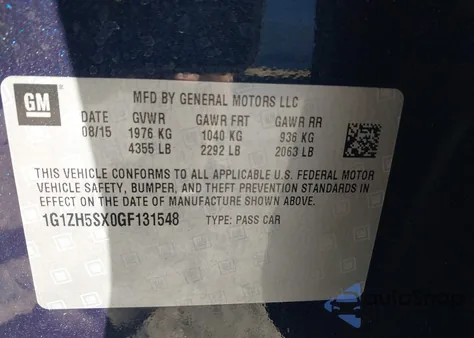 GM
MFD BY GENERAL MOTORS LLC
DATE GVWR GAWR FRT GAWR RR
08/15 1976 KG 1040 KG 936 KG
4355 LB 2292 LB 2063 LB
THIS VEHICLE CONFORMS TO ALL APPLICABLE U.S. FEDERAL MOTOR
VEHICLE SAFETY, BUMPER, AND THEFT PREVENTION STANDARDS IN
EFFECT ON THE DATE OF MANUFACTURE SHOWN ABOVE.
1G1ZH5SX0GF131548 TYPE: PASS CAR
AutoShop